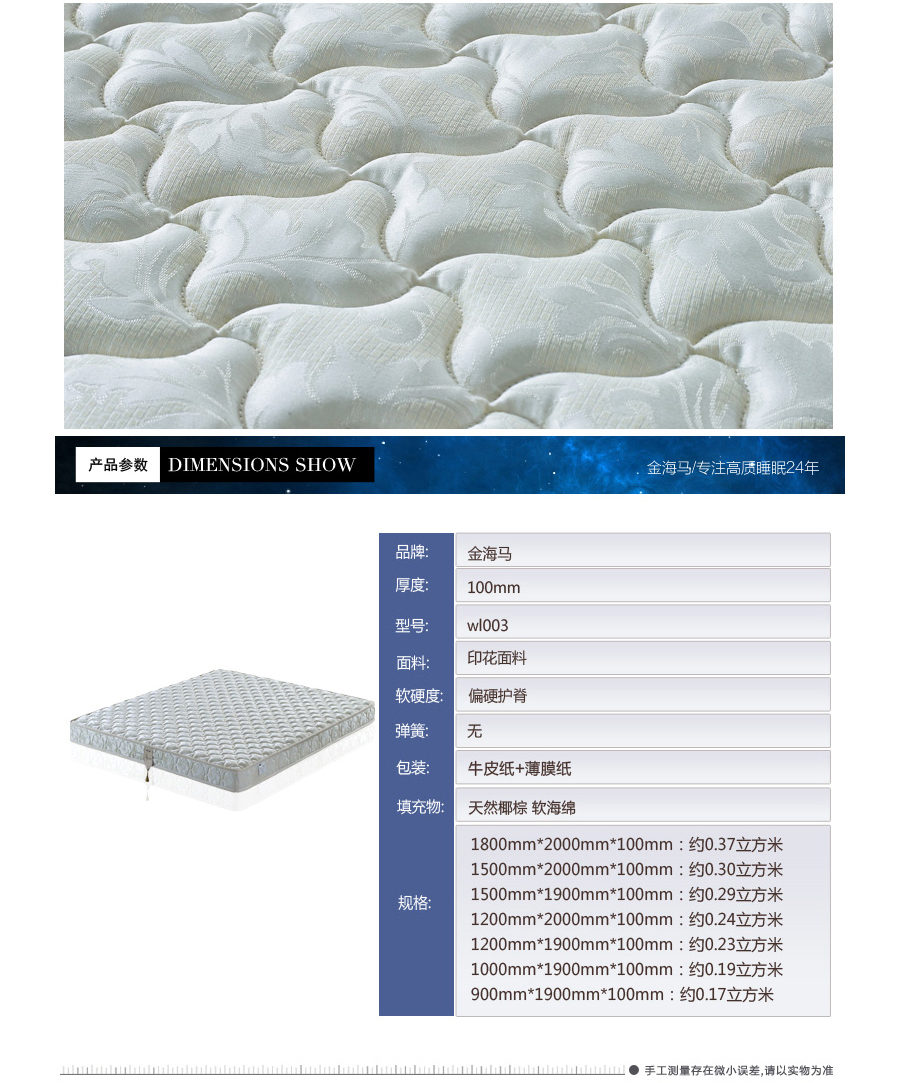 产品参数 DIMENSIONS SHOW 金海马/专注高质睡眠24年
品牌: 金海马
厚度: 100mm
型号: wl003
面料: 印花面料
软硬度: 偏硬护脊
弹簧: 无
包装: 牛皮纸+薄膜纸
填充物: 天然椰棕 软海绵
规格:
1800mm*2000mm*100mm：约0.37立方米
1500mm*2000mm*100mm：约0.30立方米
1500mm*1900mm*100mm：约0.29立方米
1200mm*2000mm*100mm：约0.24立方米
1200mm*1900mm*100mm：约0.23立方米
1000mm*1900mm*100mm：约0.19立方米
900mm*1900mm*100mm：约0.17立方米
● 手工测量存在微小误差,请以实物为准